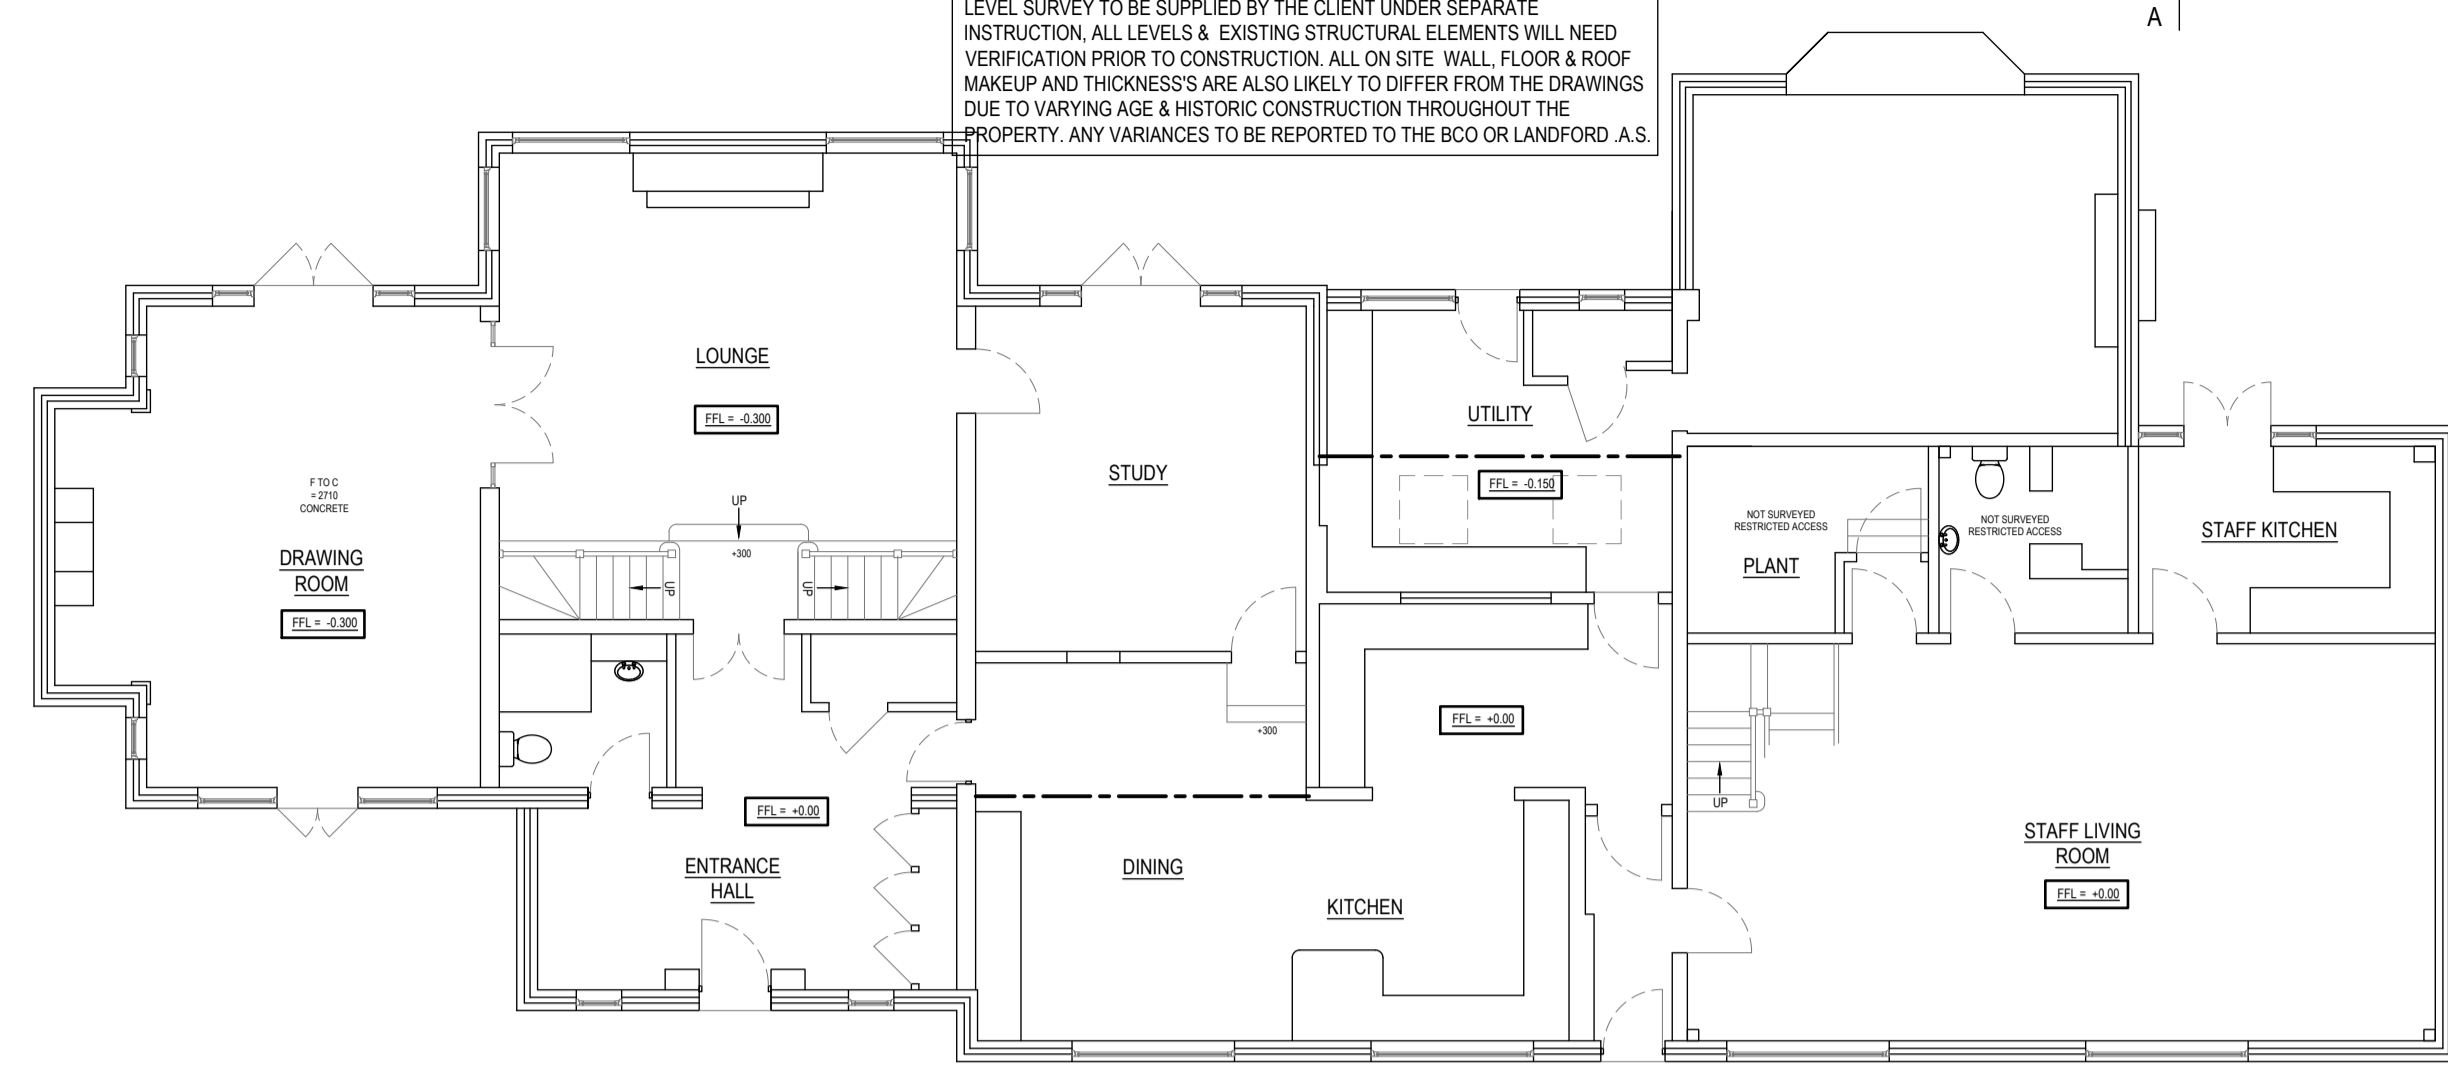 LEVEL SURVEY TO BE SUPPLIED BY THE CLIENT UNDER SEPARATE
INSTRUCTION, ALL LEVELS & EXISTING STRUCTURAL ELEMENTS WILL NEED
VERIFICATION PRIOR TO CONSTRUCTION. ALL ON SITE WALL, FLOOR & ROOF
MAKEUP AND THICKNESS'S ARE ALSO LIKELY TO DIFFER FROM THE DRAWINGS
DUE TO VARYING AGE & HISTORIC CONSTRUCTION THROUGHOUT THE
PROPERTY. ANY VARIANCES TO BE REPORTED TO THE BCO OR LANDFORD .A.S.
A
LOUNGE
FFL = -0.300
UP
+300
UP
UP
F TO C
= 2710
CONCRETE
DRAWING
ROOM
FFL = -0.300
STUDY
+300
UTILITY
FFL = -0.150
NOT SURVEYED
RESTRICTED ACCESS
PLANT
NOT SURVEYED
RESTRICTED ACCESS
STAFF KITCHEN
FFL = +0.00
FFL = +0.00
ENTRANCE
HALL
DINING
KITCHEN
UP
STAFF LIVING
ROOM
FFL = +0.00